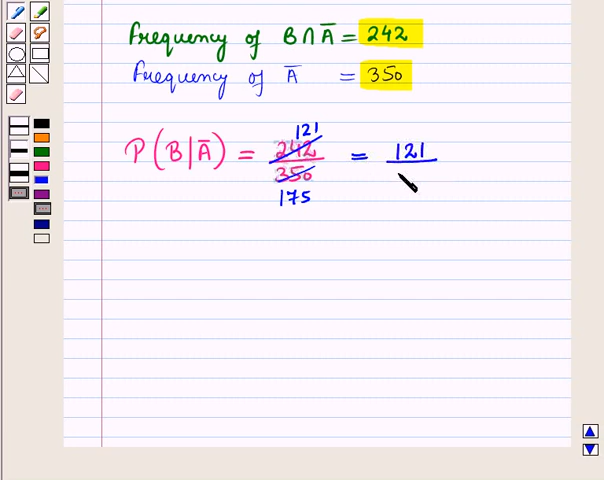 Frequency of B∩A̅ = 242
Frequency of A̅ = 350
121
P(B|A̅) = 242/350 = 121
175